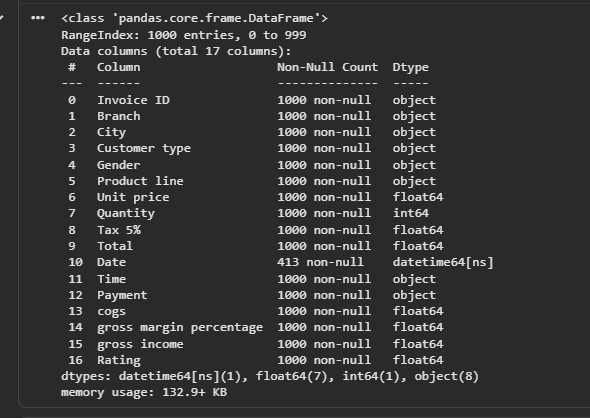 ••• <class 'pandas.core.frame.DataFrame'>
RangeIndex: 1000 entries, 0 to 999
Data columns (total 17 columns):
 #   Column                   Non-Null Count  Dtype
---  ------                   --------------  -----
 0   Invoice ID               1000 non-null   object
 1   Branch                   1000 non-null   object
 2   City                     1000 non-null   object
 3   Customer type            1000 non-null   object
 4   Gender                   1000 non-null   object
 5   Product line             1000 non-null   object
 6   Unit price               1000 non-null   float64
 7   Quantity                 1000 non-null   int64
 8   Tax 5%                   1000 non-null   float64
 9   Total                    1000 non-null   float64
 10  Date                     413 non-null    datetime64[ns]
 11  Time                     1000 non-null   object
 12  Payment                  1000 non-null   object
 13  cogs                     1000 non-null   float64
 14  gross margin percentage  1000 non-null   float64
 15  gross income             1000 non-null   float64
 16  Rating                   1000 non-null   float64
dtypes: datetime64[ns](1), float64(7), int64(1), object(8)
memory usage: 132.9+ KB